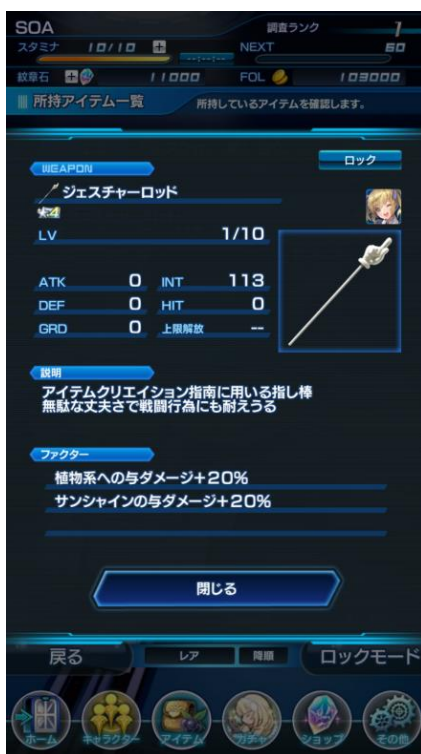 SOA
調査ランク 1
スタミナ 10/10
NEXT 60
--:--:--
紋章石 11000
FOL 103000
所持アイテム一覧
所持しているアイテムを確認します。
ロック
WEAPON
ジェスチャーロッド
4
LV 1/10
ATK 0 INT 113
DEF 0 HIT 0
GRD 0 上限解放 --
説明
アイテムクリエイション指南に用いる指し棒
無駄な丈夫さで戦闘行為にも耐えうる
ファクター
植物系への与ダメージ+20%
サンシャインの与ダメージ+20%
閉じる
戻る
レア
降順
ロックモード
ホーム
キャラクター
アイテム
ガチャ
ショップ
その他